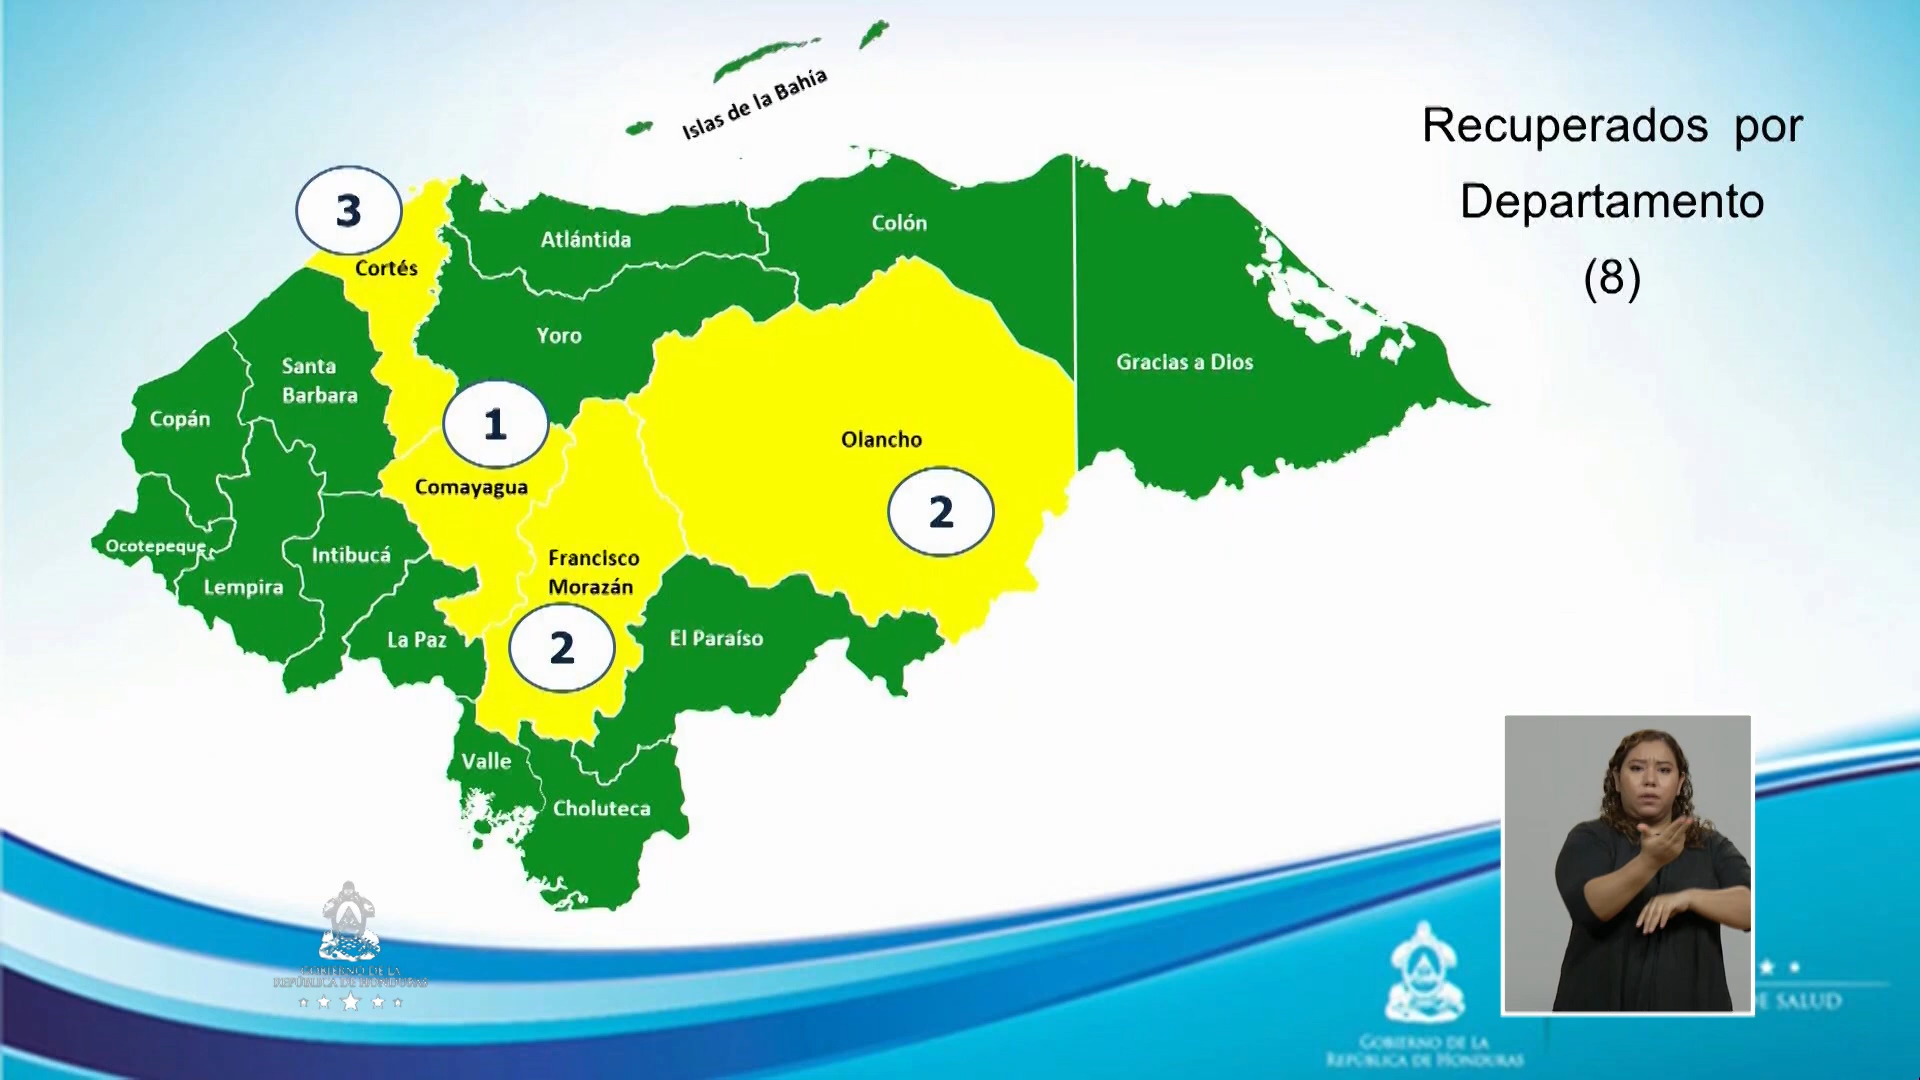 Recuperados por
Departamento
(8)
Islas de la Bahía
3
Cortés
Atlántida
Colón
Yoro
Gracias a Dios
Santa
Barbara
Copán
1
Comayagua
Olancho
2
Ocotepeque
Intibucá
Lempira
Francisco
Morazán
2
La Paz
El Paraíso
Valle
Choluteca
GOBIERNO DE LA
REPÚBLICA DE HONDURAS
GOBIERNO DE LA
REPÚBLICA DE HONDURAS
DE SALUD